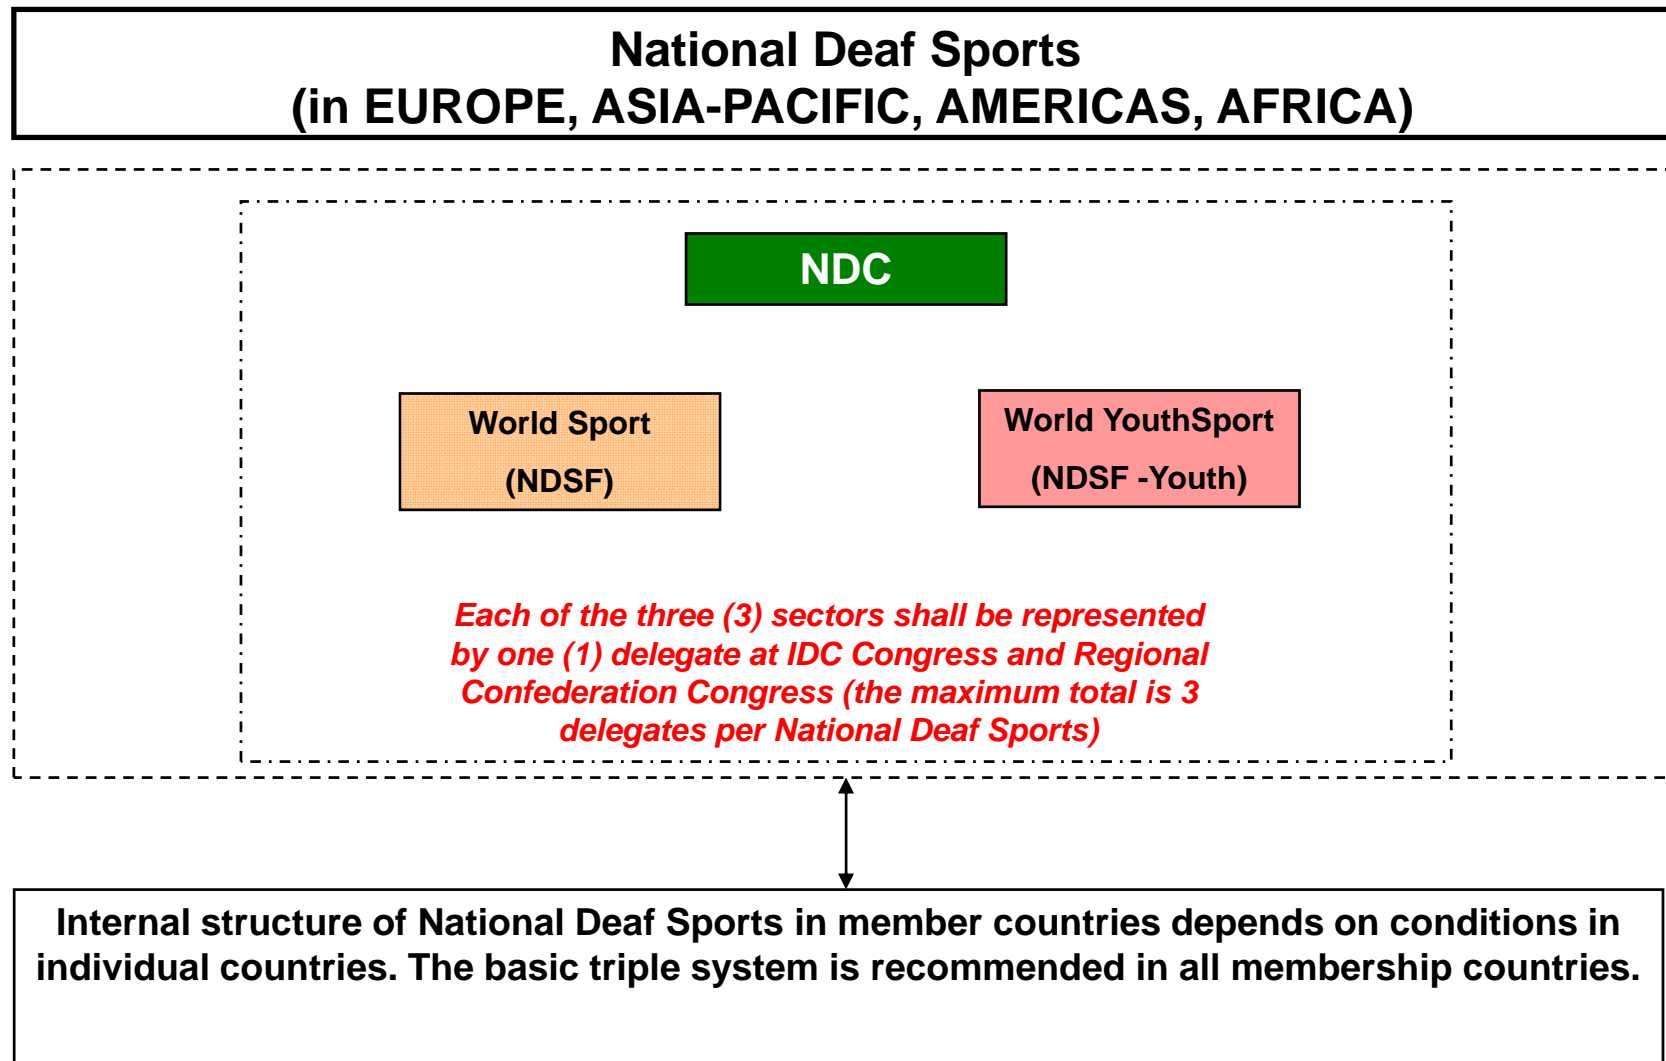 National Deaf Sports
(in EUROPE, ASIA-PACIFIC, AMERICAS, AFRICA)
NDC
World Sport
(NDSF)
World YouthSport
(NDSF -Youth)
Each of the three (3) sectors shall be represented
by one (1) delegate at IDC Congress and Regional
Confederation Congress (the maximum total is 3
delegates per National Deaf Sports)
Internal structure of National Deaf Sports in member countries depends on conditions in
individual countries. The basic triple system is recommended in all membership countries.